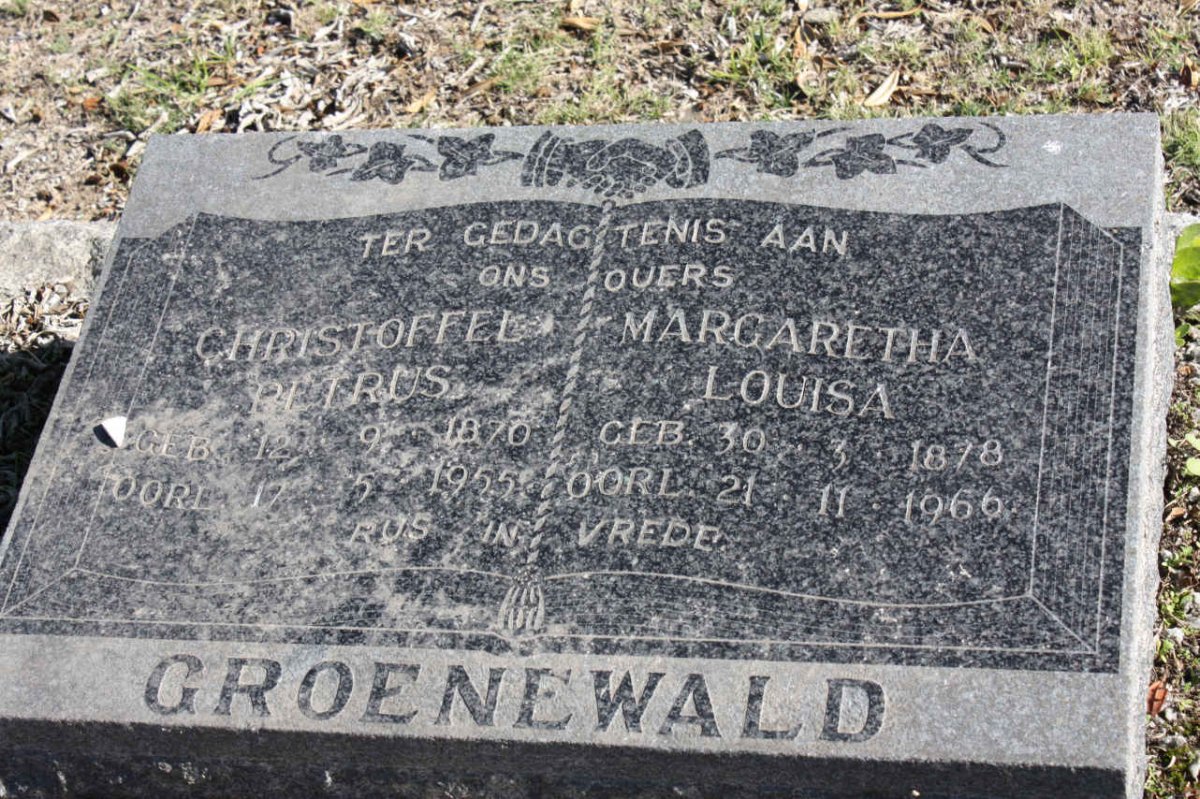 TER GEDAGTENIS AAN
ONS OUERS
CHRISTOFFEL
PETRUS
GEB. 12 . 9 . 1870
OORL. 17 . 5 . 1955
MARGARETHA
LOUISA
GEB. 30 . 3 . 1878
OORL. 21 . 11 . 1966.
RUS IN VREDE.
GROENEWALD